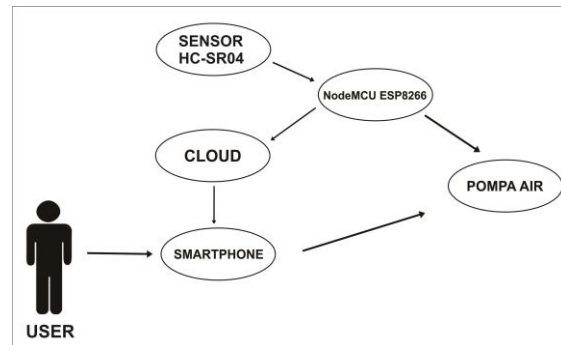 SENSOR
HC-SR04
NodeMCU ESP8266
CLOUD
POMPA AIR
SMARTPHONE
USER